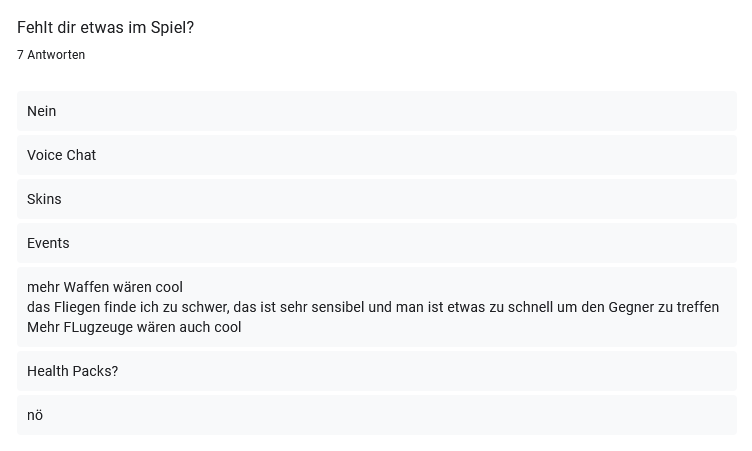 Fehlt dir etwas im Spiel?
7 Antworten
Nein
Voice Chat
Skins
Events
mehr Waffen wären cool
das Fliegen finde ich zu schwer, das ist sehr sensibel und man ist etwas zu schnell um den Gegner zu treffen
Mehr FLugzeuge wären auch cool
Health Packs?
nö